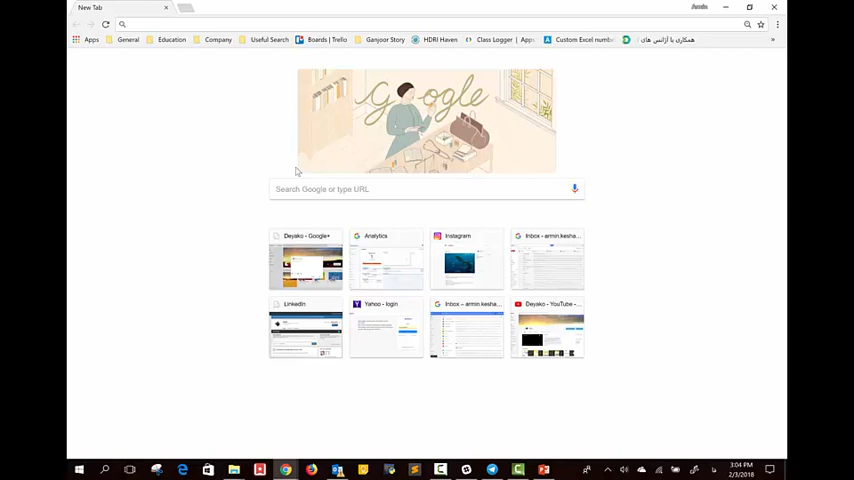 New Tab
Armin
Apps General Education Company Useful Search Boards | Trello Ganjoor Story HDRI Haven Class Logger | Apps Custom Excel numb همکاری با آژانس های »
Google
Search Google or type URL
Deyako - Google+ Analytics Instagram Inbox - armin.kesha...
LinkedIn Yahoo - login Inbox – armin.kesha... Deyako - YouTube -...
3:04 PM
2/3/2018